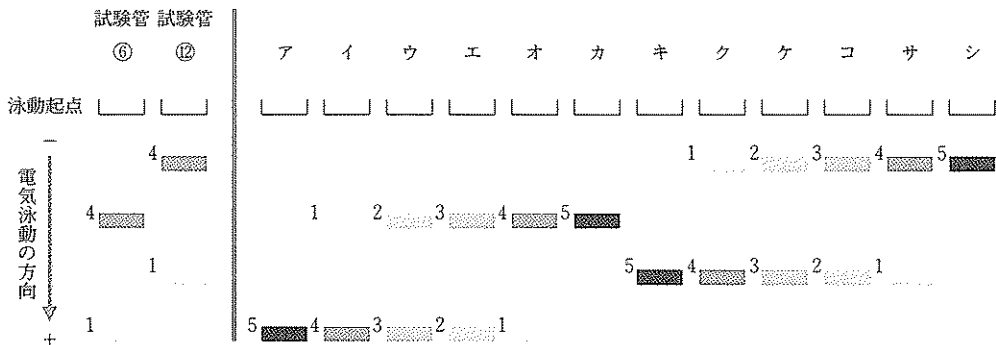 試験管 試験管
⑥ ⑫ ア イ ウ エ オ カ キ ク ケ コ サ シ
泳動起点
−
電気泳動の方向
+
4 1 2 3 4 5
4 1 2 3 4 5
1 5 4 3 2 1
1 5 4 3 2 1